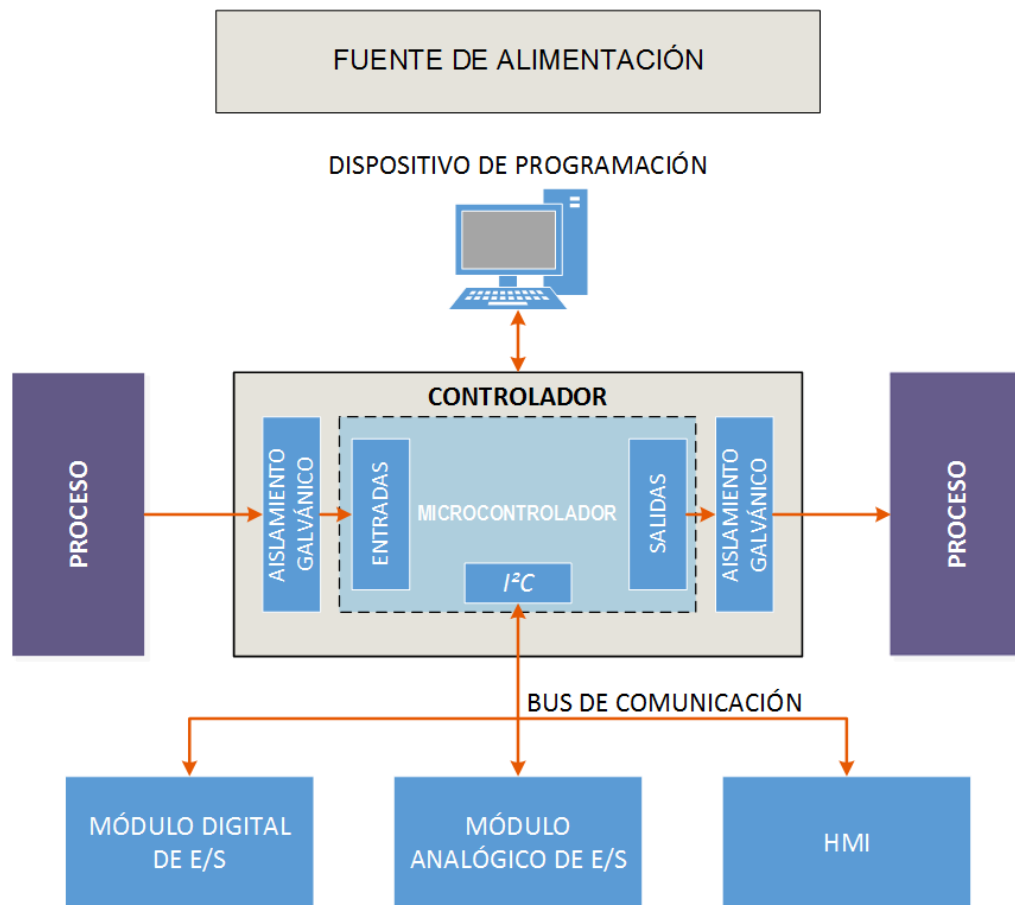 FUENTE DE ALIMENTACIÓN
DISPOSITIVO DE PROGRAMACIÓN
PROCESO
CONTROLADOR
AISLAMIENTO
GALVÁNICO
ENTRADAS
MICROCONTROLADOR
I²C
SALIDAS
AISLAMIENTO
GALVÁNICO
PROCESO
BUS DE COMUNICACIÓN
MÓDULO DIGITAL
DE E/S
MÓDULO
ANALÓGICO DE E/S
HMI